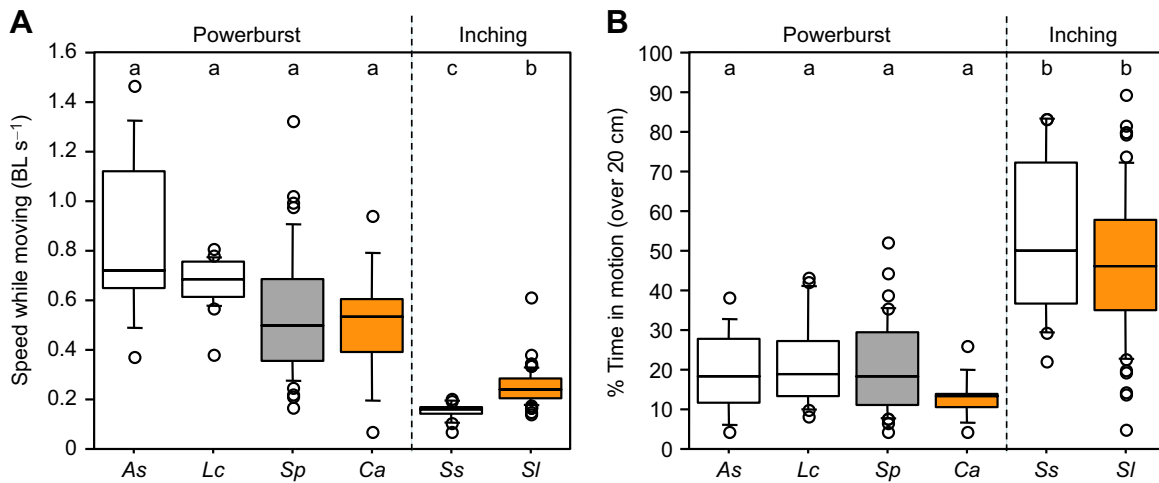 A
Powerburst Inching
a a a a c b
Speed while moving (BL s−1)
1.6
1.4
1.2
1.0
0.8
0.6
0.4
0.2
0
As Lc Sp Ca Ss Sl
B
Powerburst Inching
a a a a b b
% Time in motion (over 20 cm)
100
90
80
70
60
50
40
30
20
10
0
As Lc Sp Ca Ss Sl